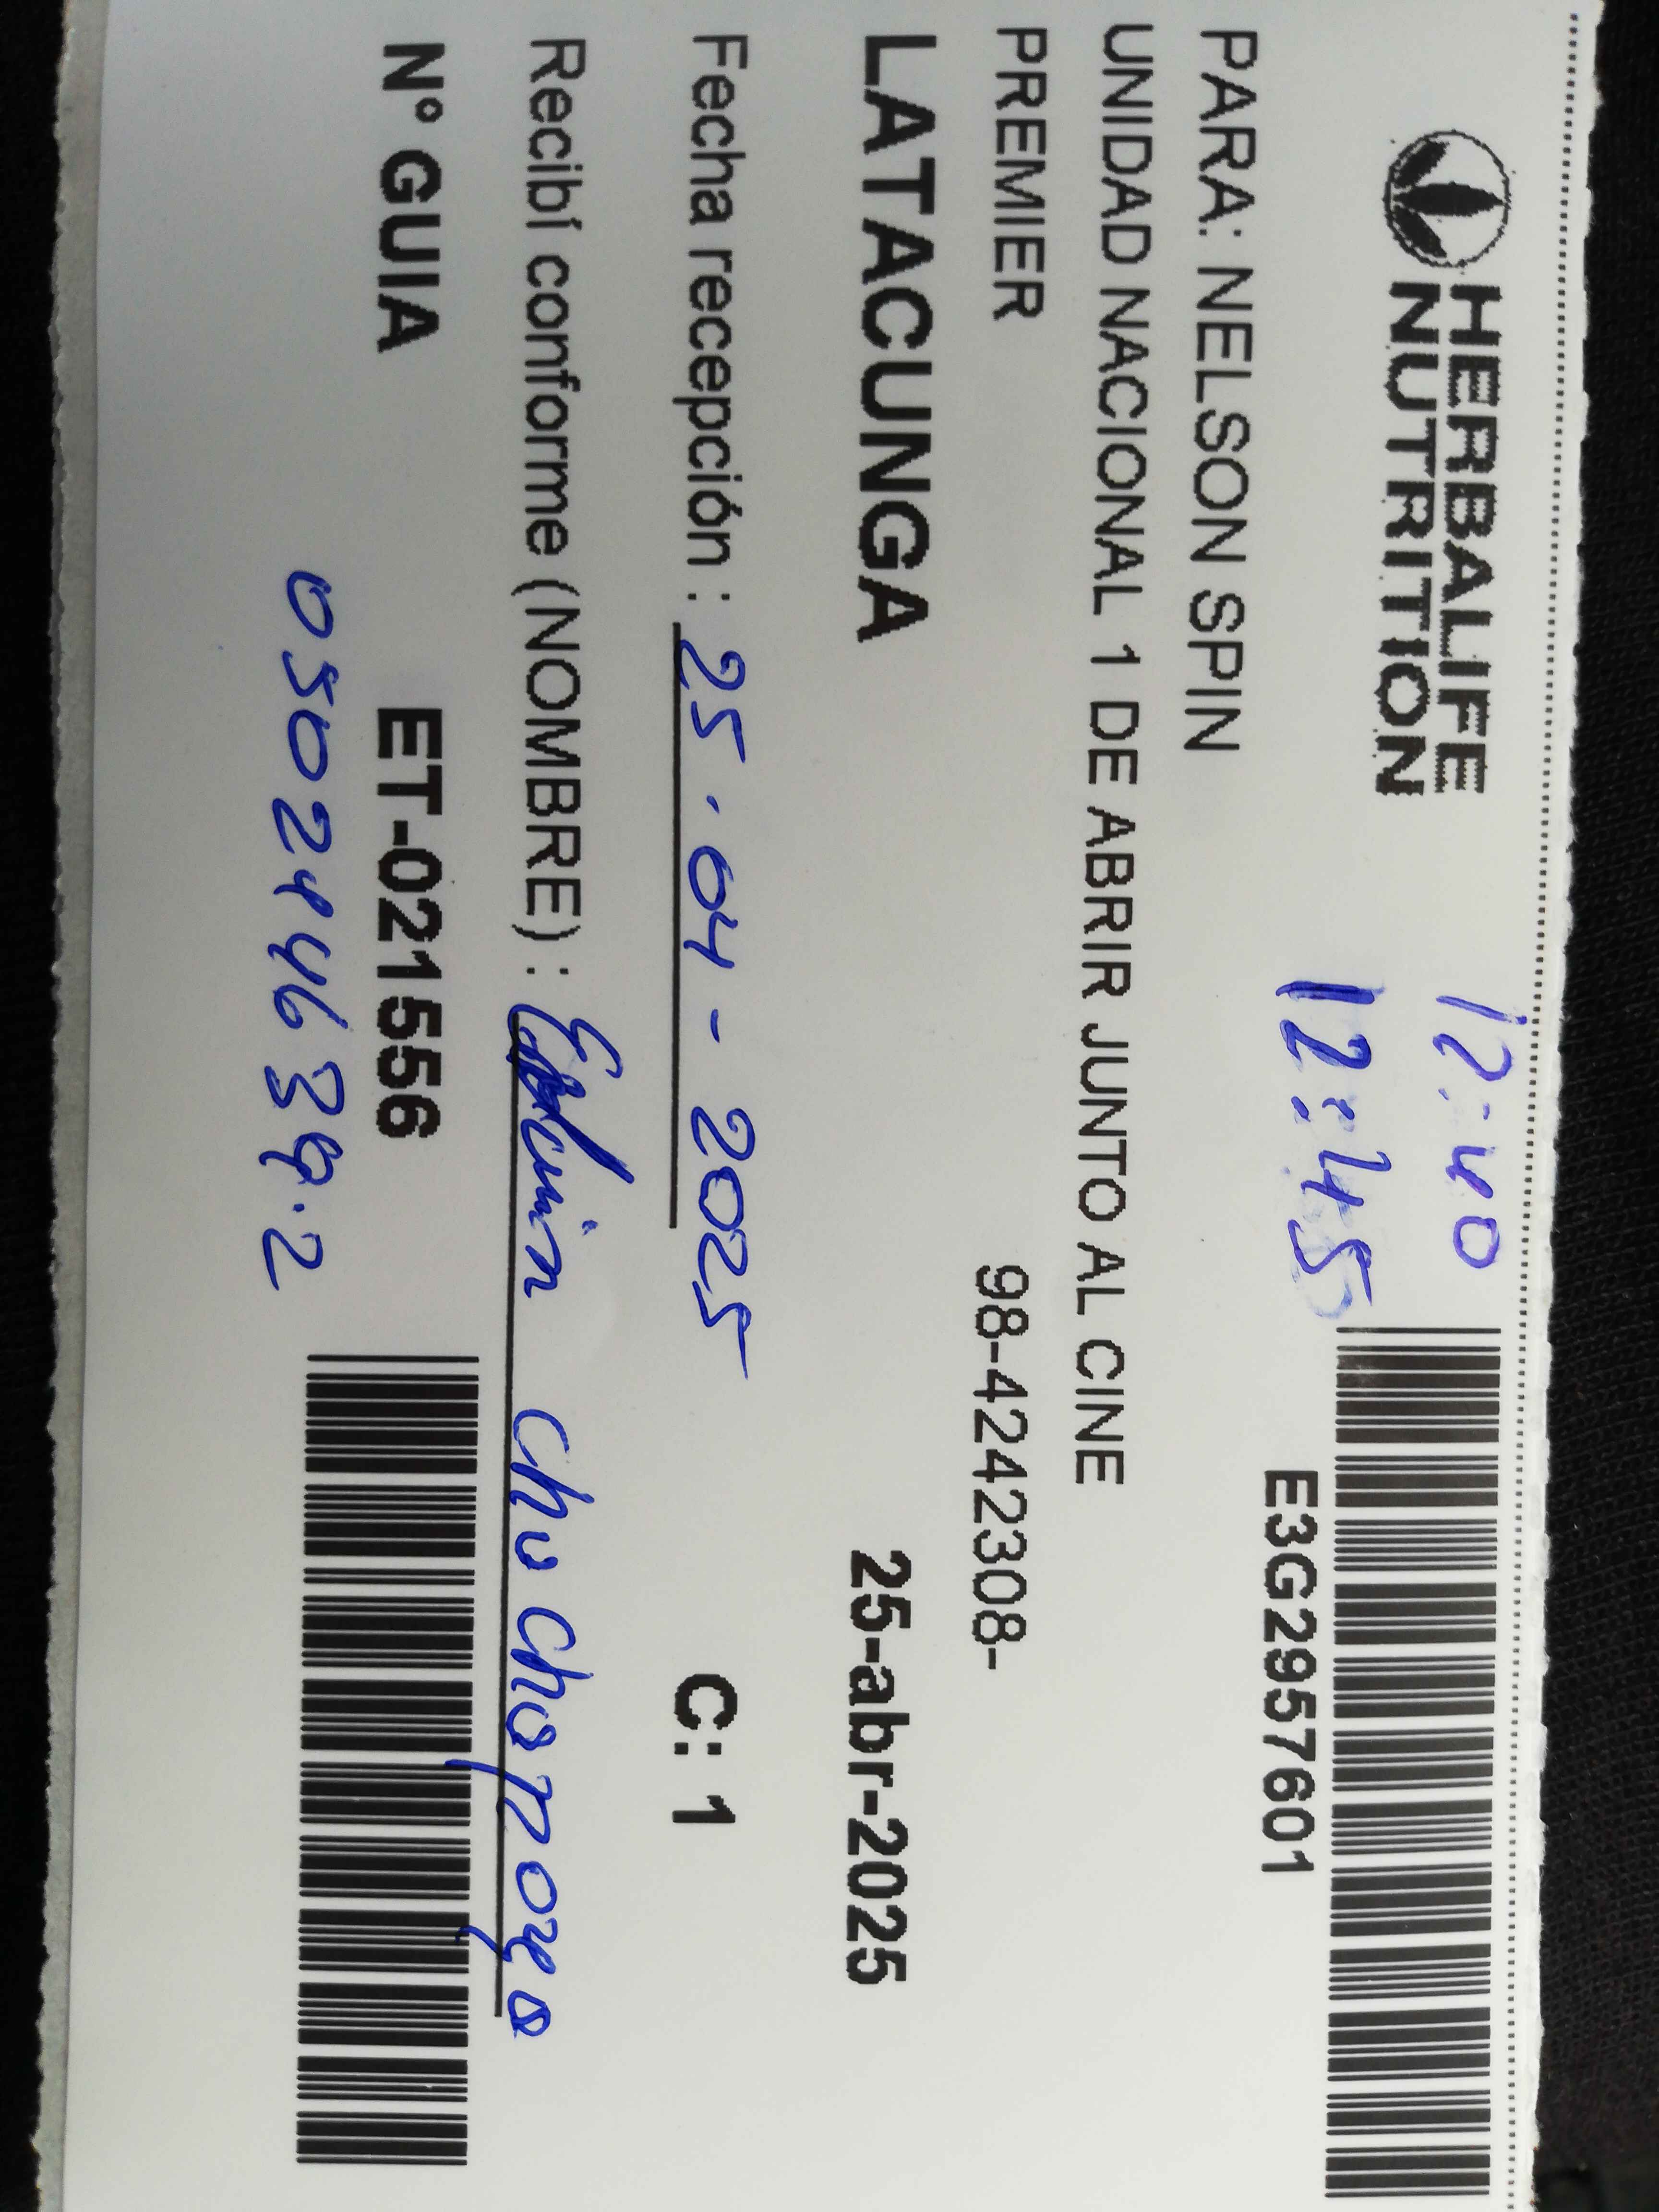 HERBALIFE
NUTRITION
12:40
12:45
E3G2957601
PARA: NELSON SPIN
UNIDAD NACIONAL 1 DE ABRIR JUNTO AL CINE
PREMIER
98-4242308-
LATACUNGA
25-abr-2025
Fecha recepción : 25.04-2025
C: 1
Recibí conforme (NOMBRE) : Edwin
N° GUIA
ET-021556
050244639.2